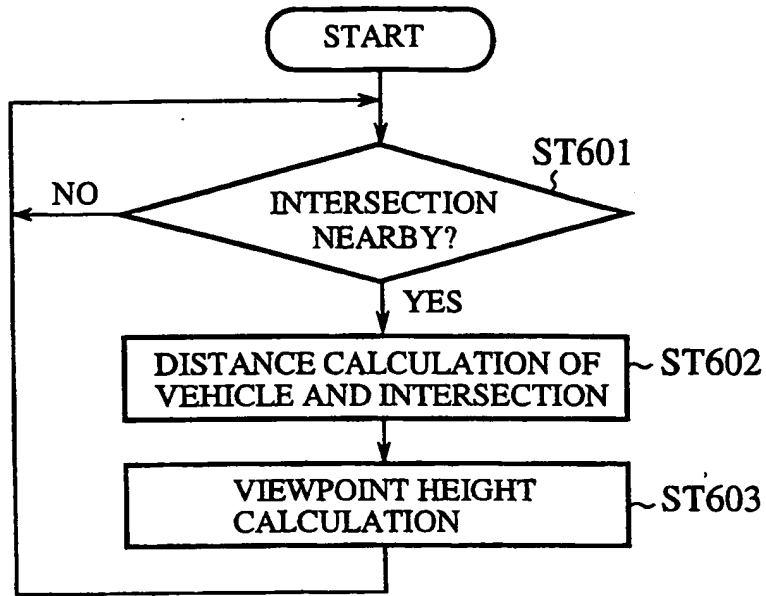 START
ST601
NO
INTERSECTION
NEARBY?
YES
DISTANCE CALCULATION OF
VEHICLE AND INTERSECTION
ST602
VIEWPOINT HEIGHT
CALCULATION
ST603